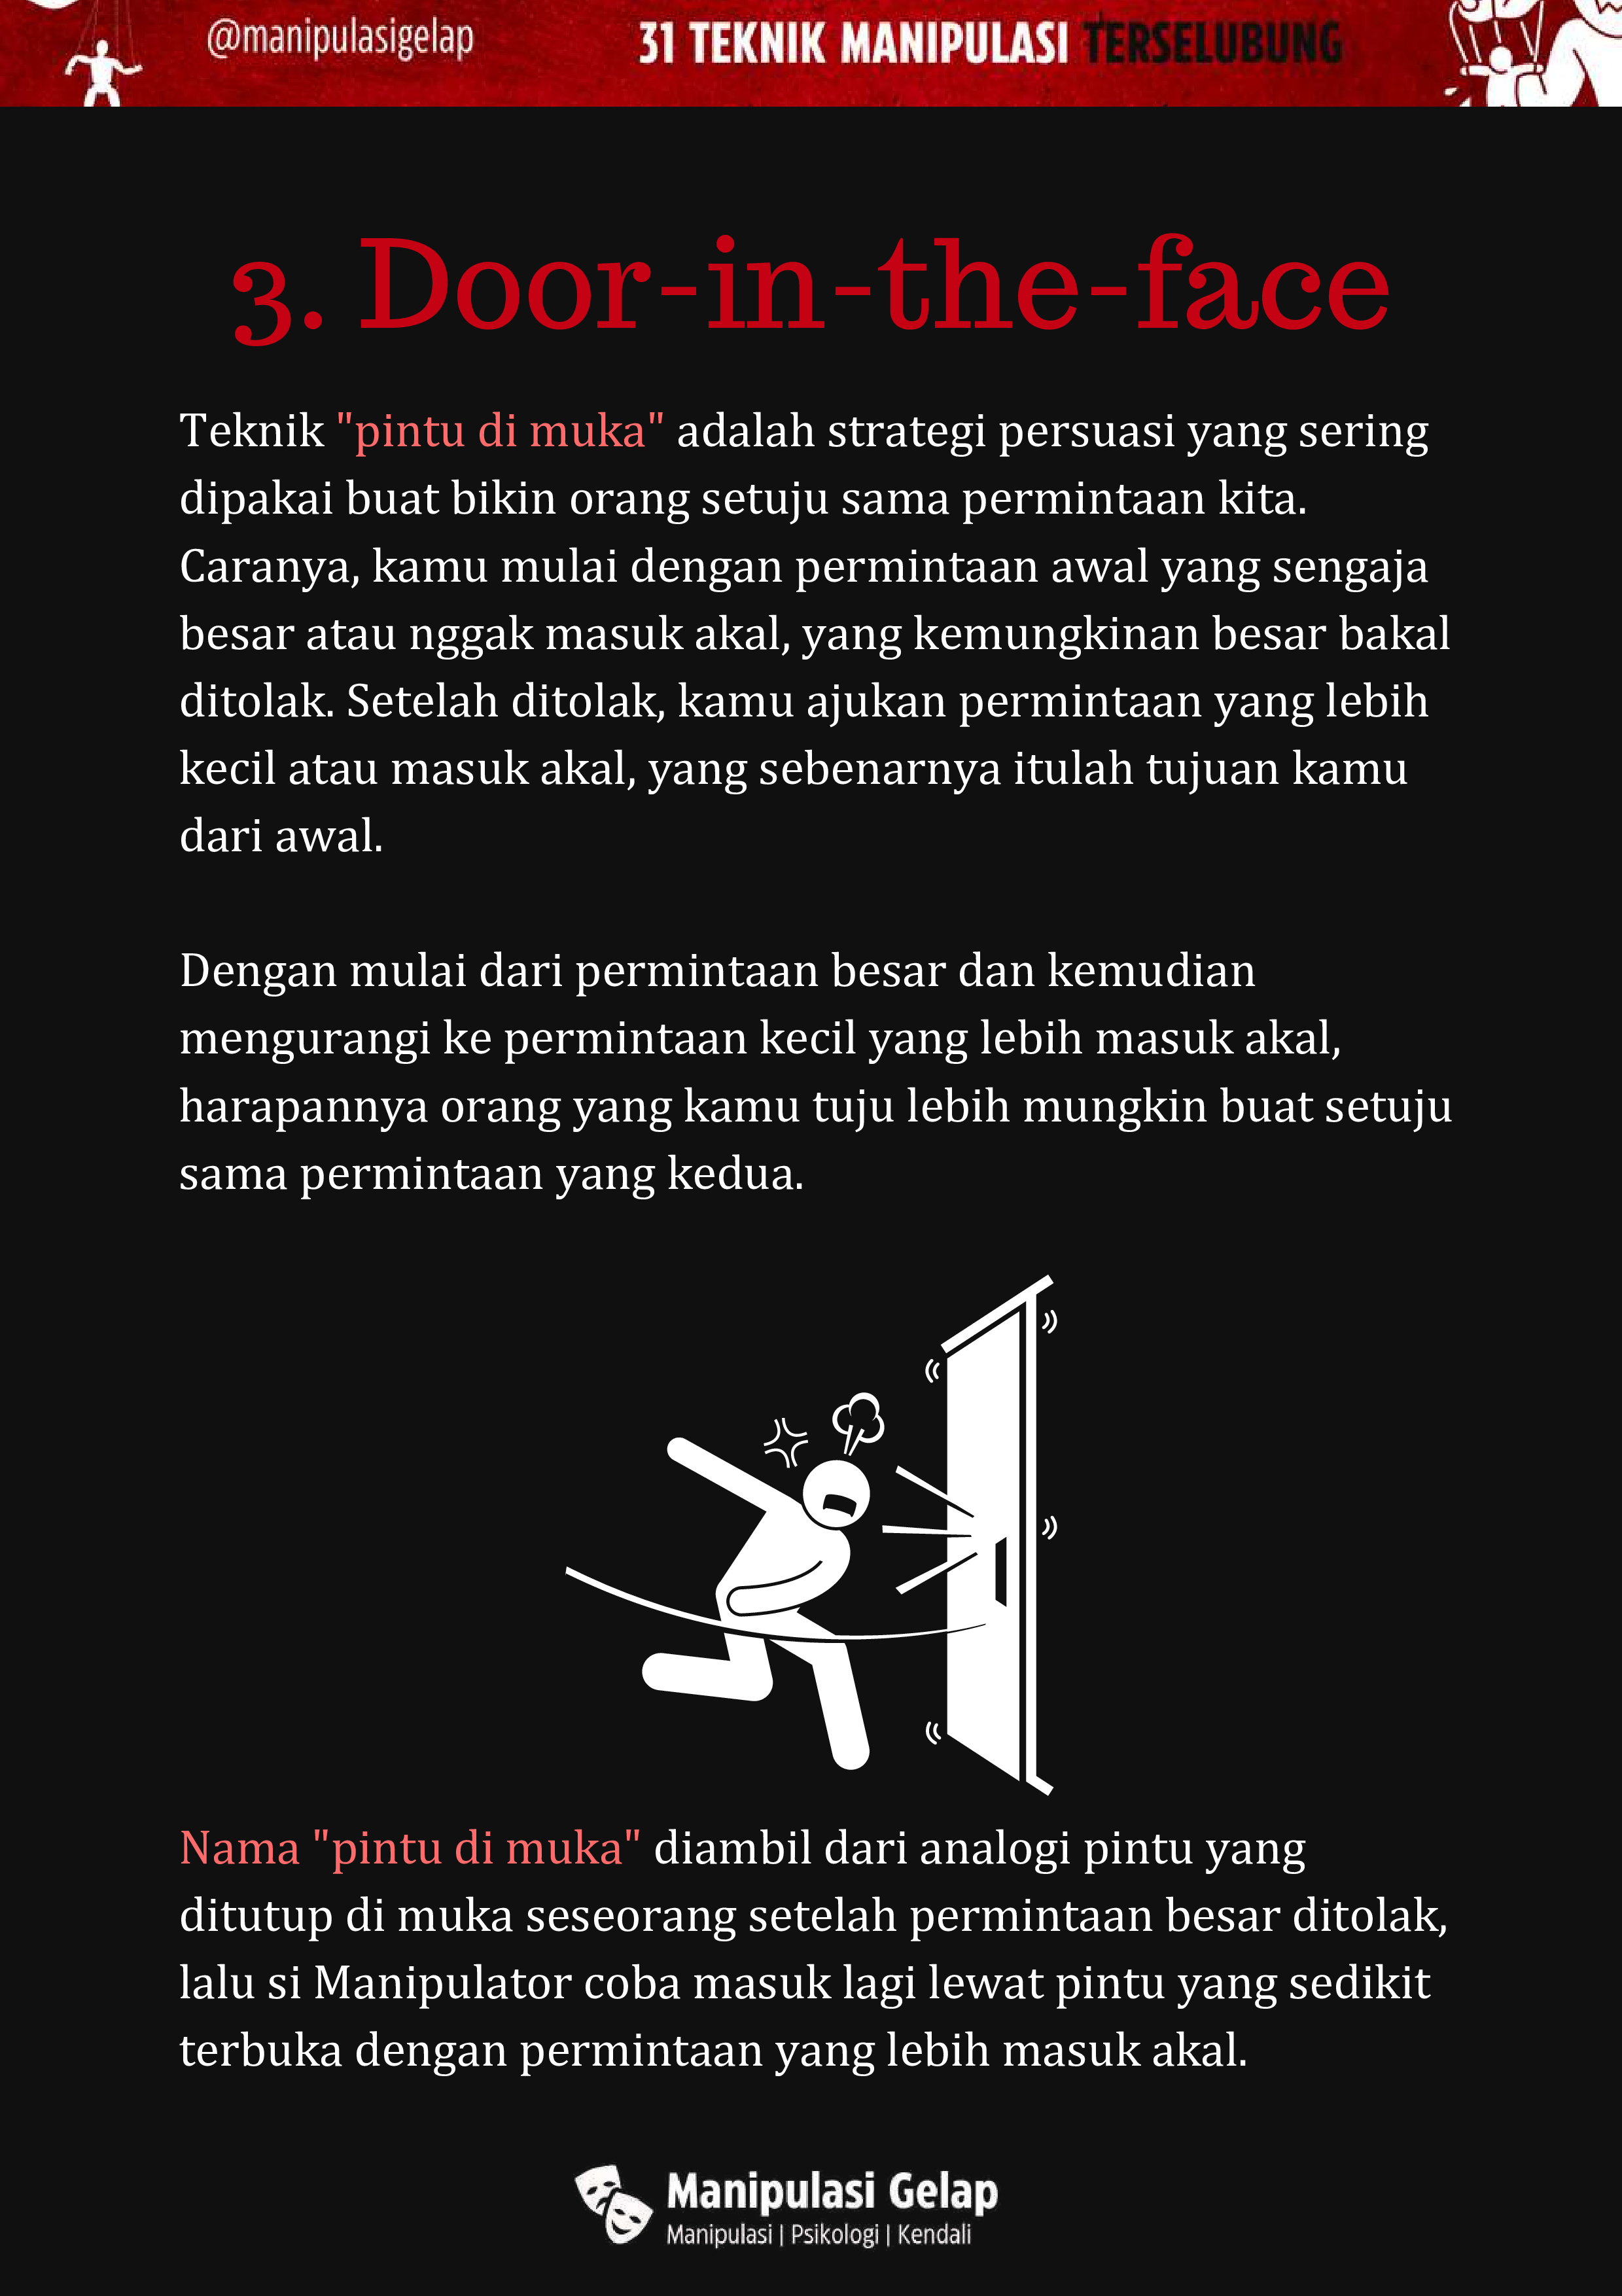 @manipulasigelap
31 TEKNIK MANIPULASI TERSELUBUNG
3. Door-in-the-face
Teknik "pintu di muka" adalah strategi persuasi yang sering
dipakai buat bikin orang setuju sama permintaan kita.
Caranya, kamu mulai dengan permintaan awal yang sengaja
besar atau nggak masuk akal, yang kemungkinan besar bakal
ditolak. Setelah ditolak, kamu ajukan permintaan yang lebih
kecil atau masuk akal, yang sebenarnya itulah tujuan kamu
dari awal.
Dengan mulai dari permintaan besar dan kemudian
mengurangi ke permintaan kecil yang lebih masuk akal,
harapannya orang yang kamu tuju lebih mungkin buat setuju
sama permintaan yang kedua.
Nama "pintu di muka" diambil dari analogi pintu yang
ditutup di muka seseorang setelah permintaan besar ditolak,
lalu si Manipulator coba masuk lagi lewat pintu yang sedikit
terbuka dengan permintaan yang lebih masuk akal.
Manipulasi Gelap
Manipulasi | Psikologi | Kendali